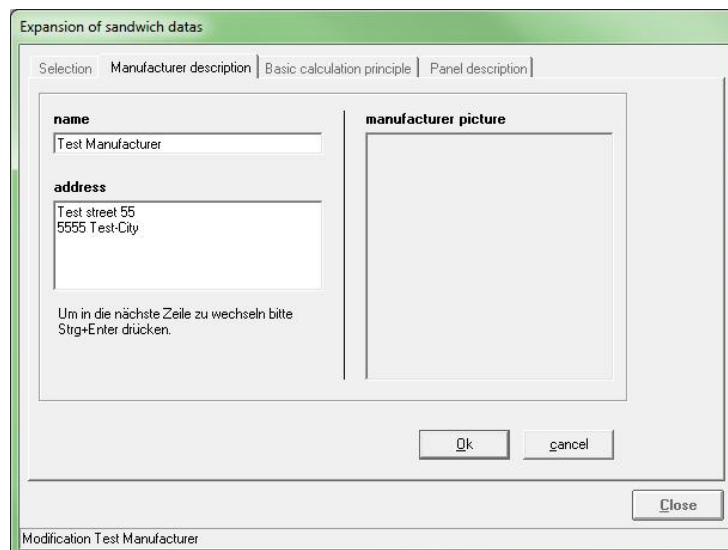 Expansion of sandwich datas
Selection Manufacturer description Basic calculation principle Panel description
name
Test Manufacturer
address
Test street 55
5555 Test-City
Um in die nächste Zeile zu wechseln bitte
Strg+Enter drücken.
manufacturer picture
Ok cancel
Close
Modification Test Manufacturer